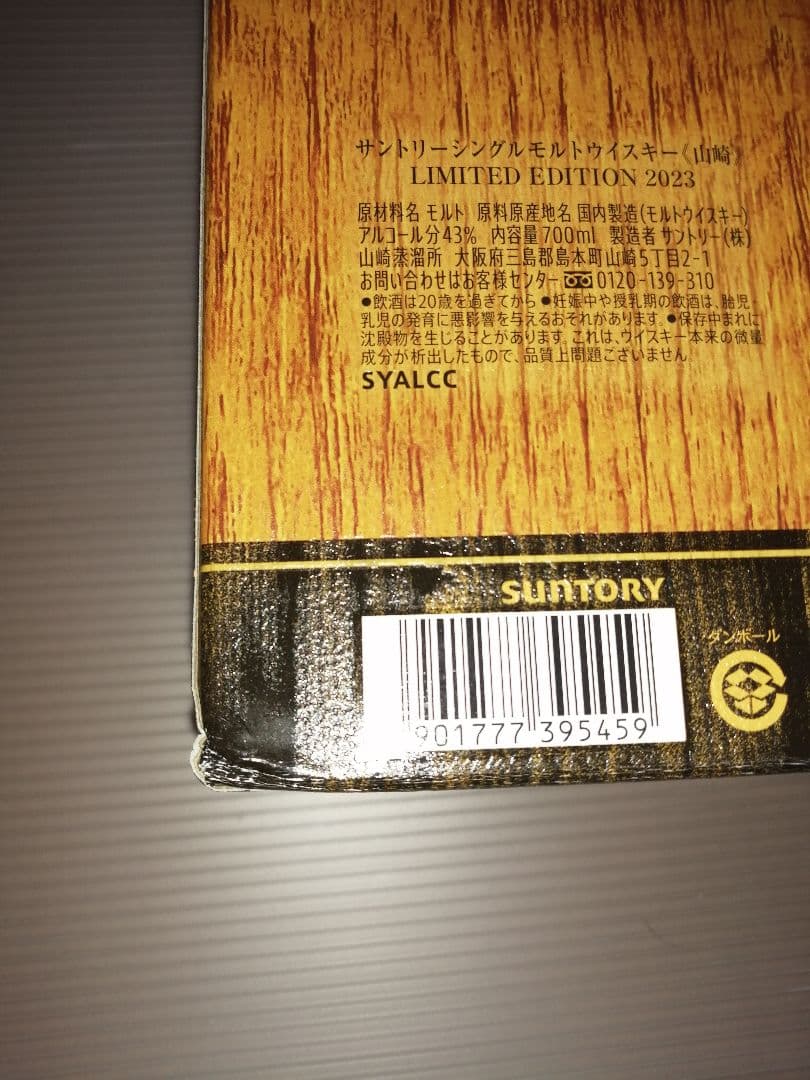 サントリーシングルモルトウイスキー《山崎》
LIMITED EDITION 2023
原材料名 モルト 原料原産地名 国内製造(モルトウイスキー)
アルコール分43% 内容量700ml 製造者 サントリー(株)
山崎蒸溜所 大阪府三島郡島本町山崎5丁目2-1
お問い合わせはお客様センター 0120-139-310
●飲酒は20歳を過ぎてから ●妊娠中や授乳期の飲酒は、胎児・
乳児の発育に悪影響を与えるおそれがあります。●保存中まれに
沈殿物を生じることがあります。これは、ウイスキー本来の微量
成分が析出したもので、品質上問題ございません。
SYALCC
SUNTORY
ダンボール
901777 395459